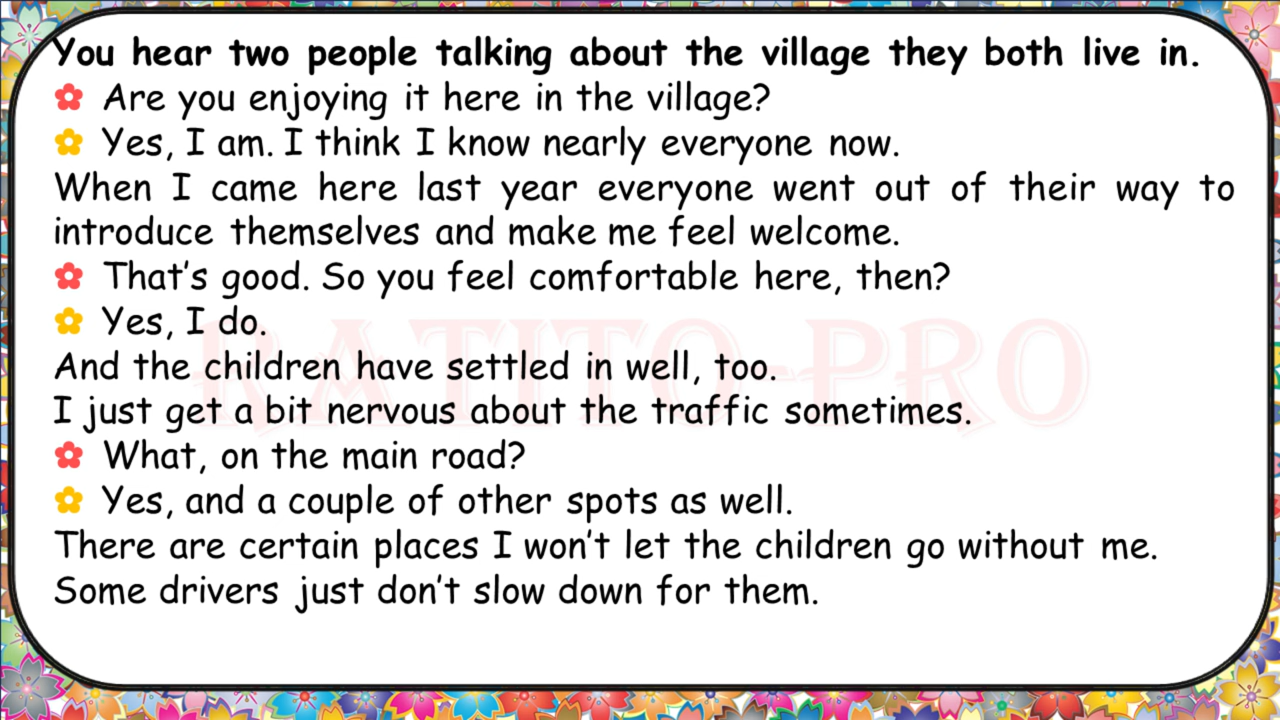 You hear two people talking about the village they both live in.
Are you enjoying it here in the village?
Yes, I am. I think I know nearly everyone now.
When I came here last year everyone went out of their way to
introduce themselves and make me feel welcome.
That's good. So you feel comfortable here, then?
Yes, I do.
And the children have settled in well, too.
I just get a bit nervous about the traffic sometimes.
What, on the main road?
Yes, and a couple of other spots as well.
There are certain places I won't let the children go without me.
Some drivers just don't slow down for them.
RATITO-PRO